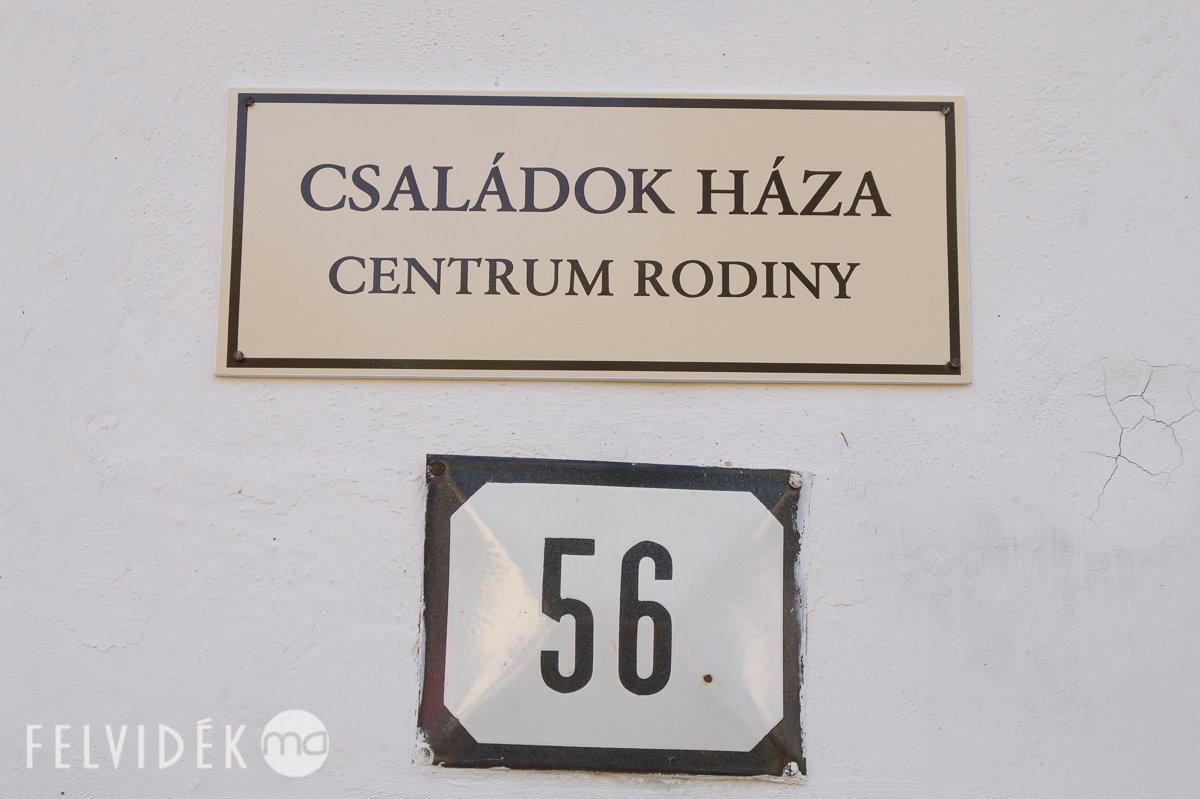 CSALÁDOK HÁZA
CENTRUM RODINY
56
FELVIDÉK ma